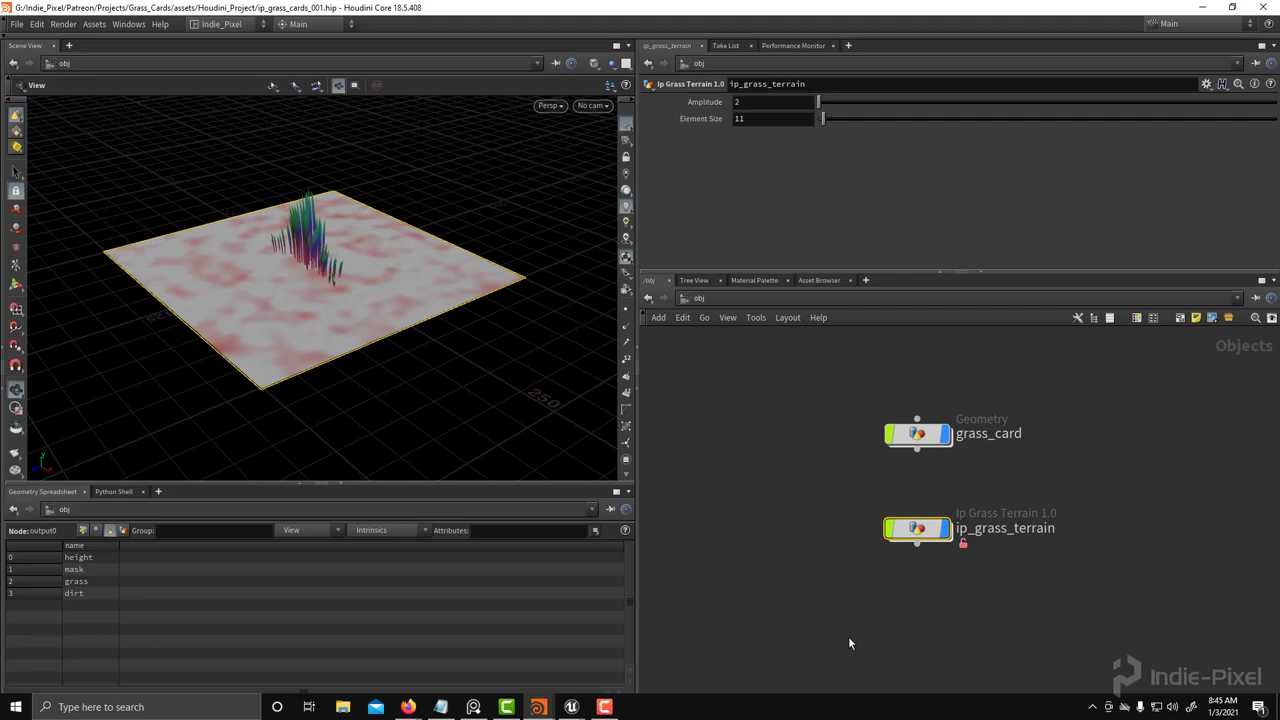 G:/Indie_Pixel/Patreon/Projects/Grass_Cards/assets/Houdini_Project/ip_grass_cards_001.hip - Houdini Core 18.5.408
File Edit Render Assets Windows Help Indie_Pixel Main Main
Scene View
obj
View
Persp No cam
250
Geometry Spreadsheet Python Shell
obj
Node: output0 Group: View Intrinsics Attributes:
name
0 height
1 mask
2 grass
3 dirt
ip_grass_terrain Take List Performance Monitor
obj
Ip Grass Terrain 1.0 ip_grass_terrain
Amplitude 2
Element Size 11
/obj Tree View Material Palette Asset Browser
obj
Add Edit Go View Tools Layout Help
Objects
Geometry
grass_card
Ip Grass Terrain 1.0
ip_grass_terrain
Indie-Pixel
Type here to search
8:45 AM
1/3/2021